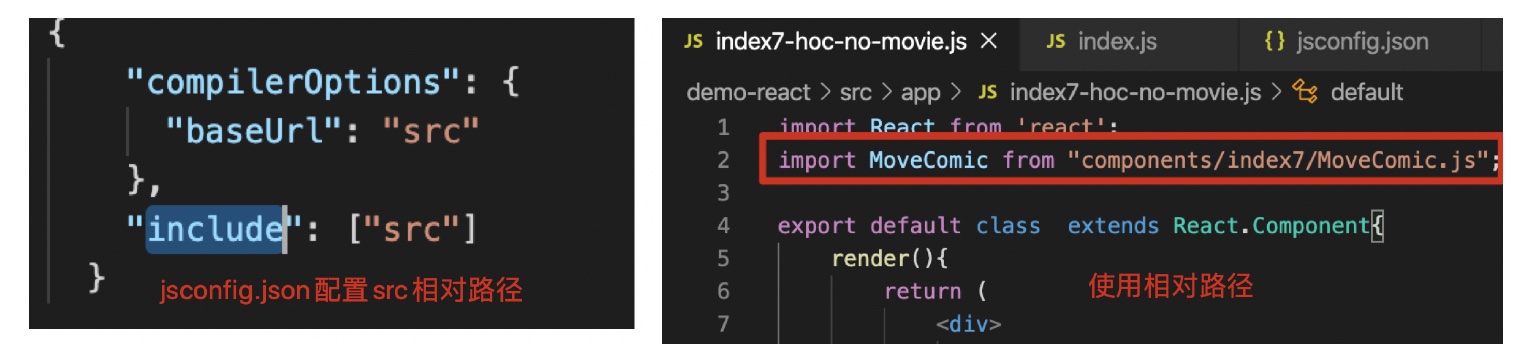 {
"compilerOptions": {
"baseUrl": "src"
},
"include": ["src"]
}
jsconfig.json配置src相对路径
JS index7-hoc-no-movie.js × JS index.js {} jsconfig.json
demo-react > src > app > JS index7-hoc-no-movie.js > default
1 import React from 'react';
2 import MoveComic from "components/index7/MoveComic.js";
3
4 export default class extends React.Component{
5 render(){
6 return (
7 <div>
使用相对路径